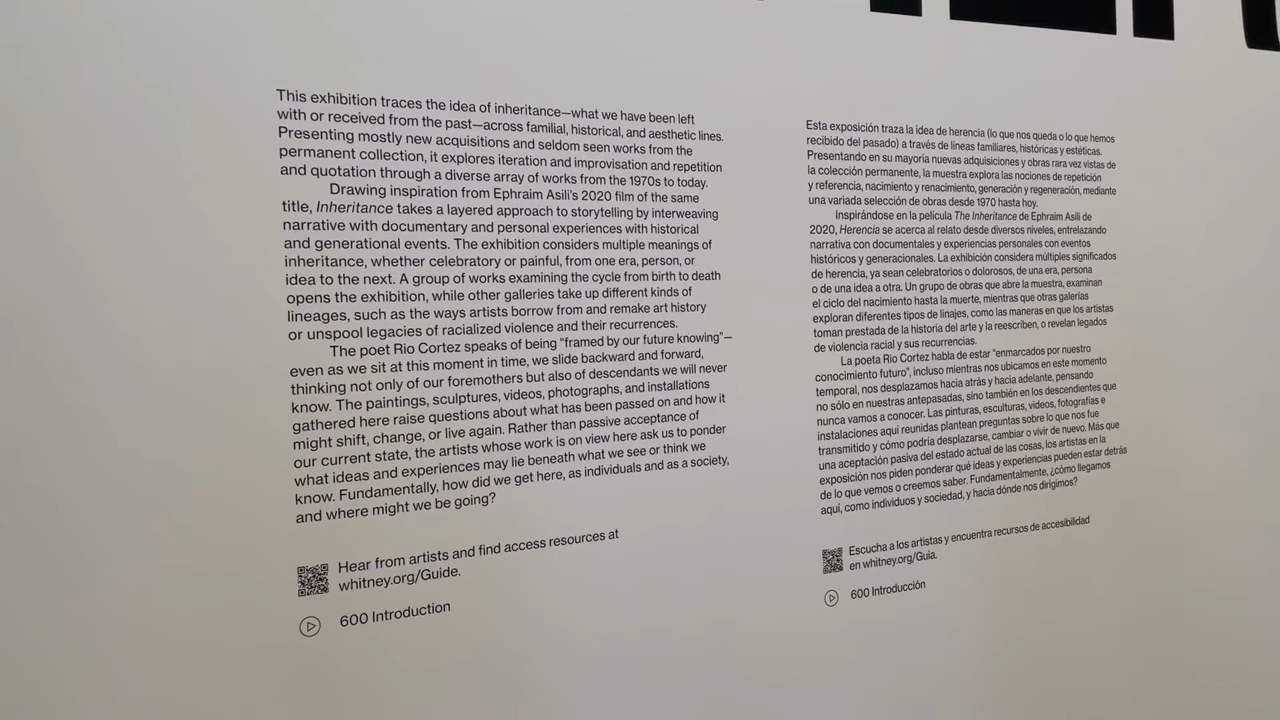 This exhibition traces the idea of inheritance—what we have been left
with or received from the past—across familial, historical, and aesthetic lines.
Presenting mostly new acquisitions and seldom seen works from the
permanent collection, it explores iteration and improvisation and repetition
and quotation through a diverse array of works from the 1970s to today.
Drawing inspiration from Ephraim Asili's 2020 film of the same
title, Inheritance takes a layered approach to storytelling by interweaving
narrative with documentary and personal experiences with historical
and generational events. The exhibition considers multiple meanings of
inheritance, whether celebratory or painful, from one era, person, or
idea to the next. A group of works examining the cycle from birth to death
opens the exhibition, while other galleries take up different kinds of
lineages, such as the ways artists borrow from and remake art history
or unspool legacies of racialized violence and their recurrences.
The poet Rio Cortez speaks of being "framed by our future knowing"—
even as we sit at this moment in time, we slide backward and forward,
thinking not only of our foremothers but also of descendants we will never
know. The paintings, sculptures, videos, photographs, and installations
gathered here raise questions about what has been passed on and how it
might shift, change, or live again. Rather than passive acceptance of
our current state, the artists whose work is on view here ask us to ponder
what ideas and experiences may lie beneath what we see or think we
know. Fundamentally, how did we get here, as individuals and as a society,
and where might we be going?
Hear from artists and find access resources at
whitney.org/Guide.
600 Introduction
Esta exposición traza la idea de herencia (lo que nos queda o lo que hemos
recibido del pasado) a través de líneas familiares, históricas y estéticas.
Presentando en su mayoría nuevas adquisiciones y obras rara vez vistas de
la colección permanente, la muestra explora las nociones de repetición
y referencia, nacimiento y renacimiento, generación y regeneración, mediante
una variada selección de obras desde 1970 hasta hoy.
Inspirándose en la película The Inheritance de Ephraim Asili de
2020, Herencia se acerca al relato desde diversos niveles, entrelazando
narrativa con documentales y experiencias personales con eventos
históricos y generacionales. La exhibición considera múltiples significados
de herencia, ya sean celebratorios o dolorosos, de una era, persona
o de una idea a otra. Un grupo de obras que abre la muestra, examinan
el ciclo del nacimiento hasta la muerte, mientras que otras galerías
exploran diferentes tipos de linajes, como las maneras en que los artistas
toman prestada de la historia del arte y la reescriben, o revelan legados
de violencia racial y sus recurrencias.
La poeta Rio Cortez habla de estar "enmarcados por nuestro
conocimiento futuro", incluso mientras nos ubicamos en este momento
temporal, nos desplazamos hacia atrás y hacia adelante, pensando
no sólo en nuestras antepasadas, sino también en los descendientes que
nunca vamos a conocer. Las pinturas, esculturas, videos, fotografías e
instalaciones aquí reunidas plantean preguntas sobre lo que nos fue
transmitido y cómo podría desplazarse, cambiar o vivir de nuevo. Más que
una aceptación pasiva del estado actual de las cosas, los artistas en la
exposición nos piden ponderar qué ideas y experiencias pueden estar detrás
de lo que vemos o creemos saber. Fundamentalmente, ¿cómo llegamos
aquí, como individuos y sociedad, y hacia dónde nos dirigimos?
Escucha a los artistas y encuentra recursos de accesibilidad
en whitney.org/Guia.
600 Introducción